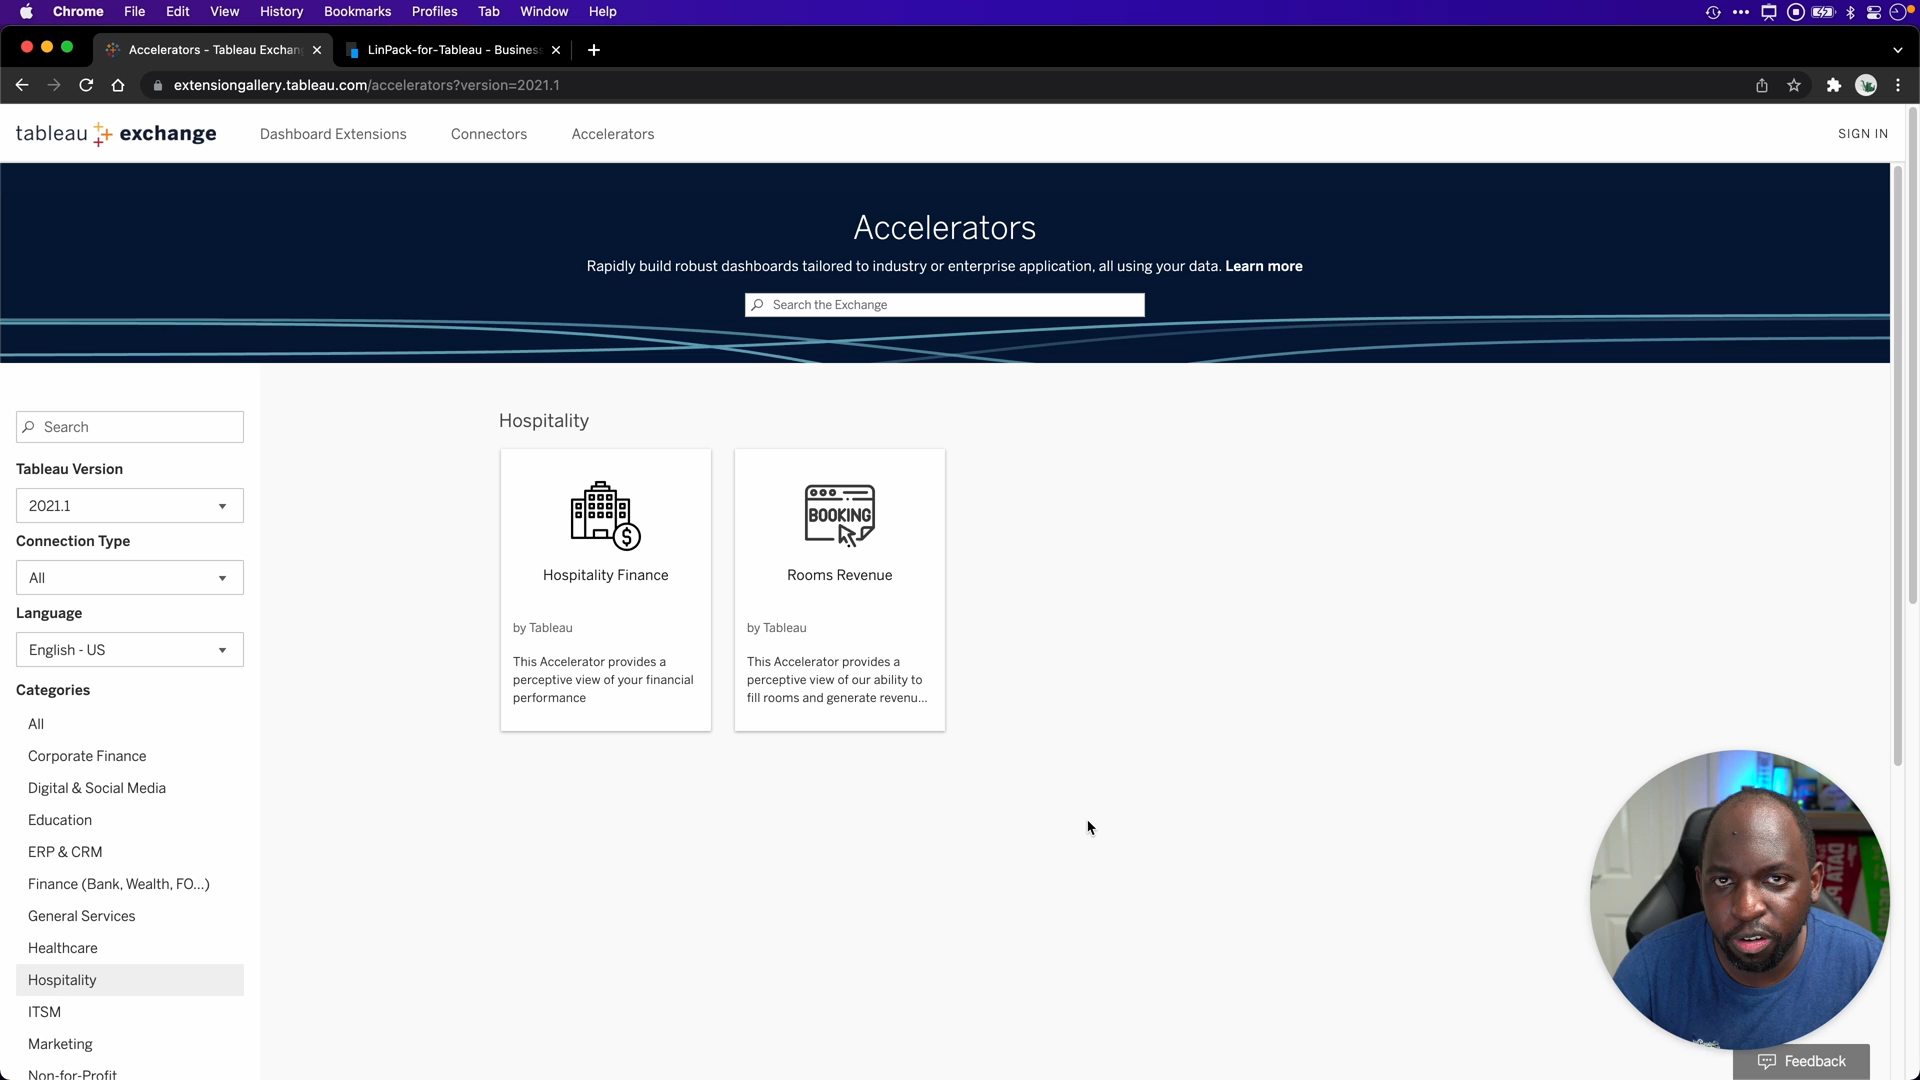 Chrome File Edit View History Bookmarks Profiles Tab Window Help
Accelerators - Tableau Exchan
LinPack-for-Tableau - Business
extensiongallery.tableau.com/accelerators?version=2021.1
tableau exchange
Dashboard Extensions
Connectors
Accelerators
SIGN IN
Accelerators
Rapidly build robust dashboards tailored to industry or enterprise application, all using your data. Learn more
Search the Exchange
Search
Tableau Version
2021.1
Connection Type
All
Language
English - US
Categories
All
Corporate Finance
Digital & Social Media
Education
ERP & CRM
Finance (Bank, Wealth, FO...)
General Services
Healthcare
Hospitality
ITSM
Marketing
Non-for-Profit
Hospitality
Hospitality Finance
by Tableau
This Accelerator provides a
perceptive view of your financial
performance
BOOKING
Rooms Revenue
by Tableau
This Accelerator provides a
perceptive view of our ability to
fill rooms and generate revenu...
DATA
Feedback